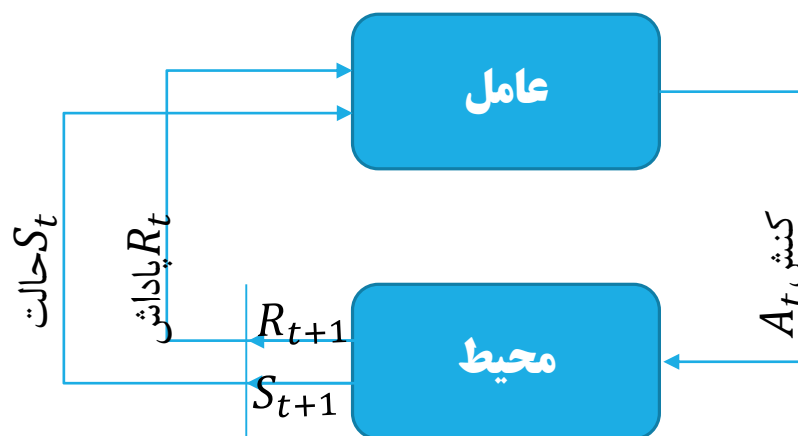 عامل
حالت $S_t$
پاداش $R_t$
کنش $A_t$
$R_{t+1}$
محیط
$S_{t+1}$